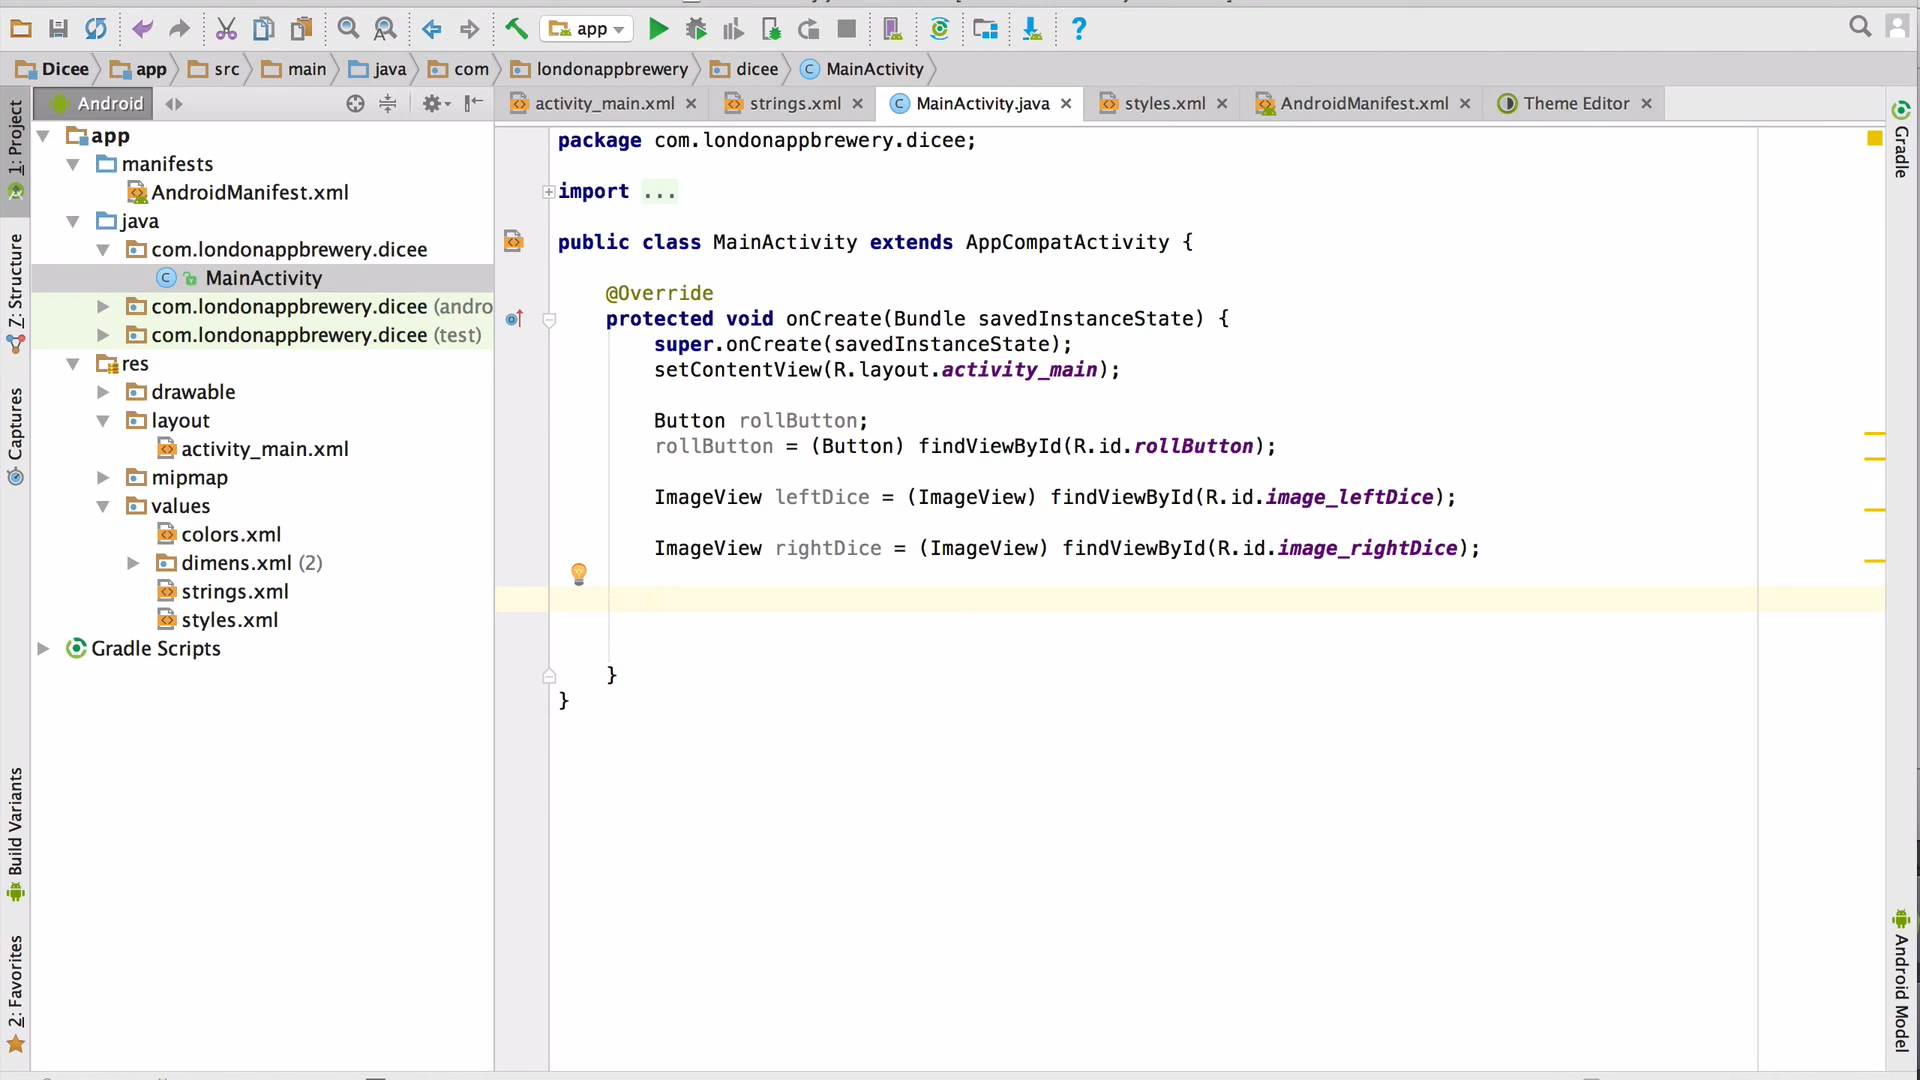 app
Dicee app src main java com londonappbrewery dicee MainActivity
Android
activity_main.xml strings.xml MainActivity.java styles.xml AndroidManifest.xml Theme Editor
1: Project
Z: Structure
Captures
Build Variants
2: Favorites
app
manifests
AndroidManifest.xml
java
com.londonappbrewery.dicee
MainActivity
com.londonappbrewery.dicee (andro
com.londonappbrewery.dicee (test)
res
drawable
layout
activity_main.xml
mipmap
values
colors.xml
dimens.xml (2)
strings.xml
styles.xml
Gradle Scripts
package com.londonappbrewery.dicee;
import ...
public class MainActivity extends AppCompatActivity {
@Override
protected void onCreate(Bundle savedInstanceState) {
super.onCreate(savedInstanceState);
setContentView(R.layout.activity_main);
Button rollButton;
rollButton = (Button) findViewById(R.id.rollButton);
ImageView leftDice = (ImageView) findViewById(R.id.image_leftDice);
ImageView rightDice = (ImageView) findViewById(R.id.image_rightDice);
}
}
Gradle
Android Model